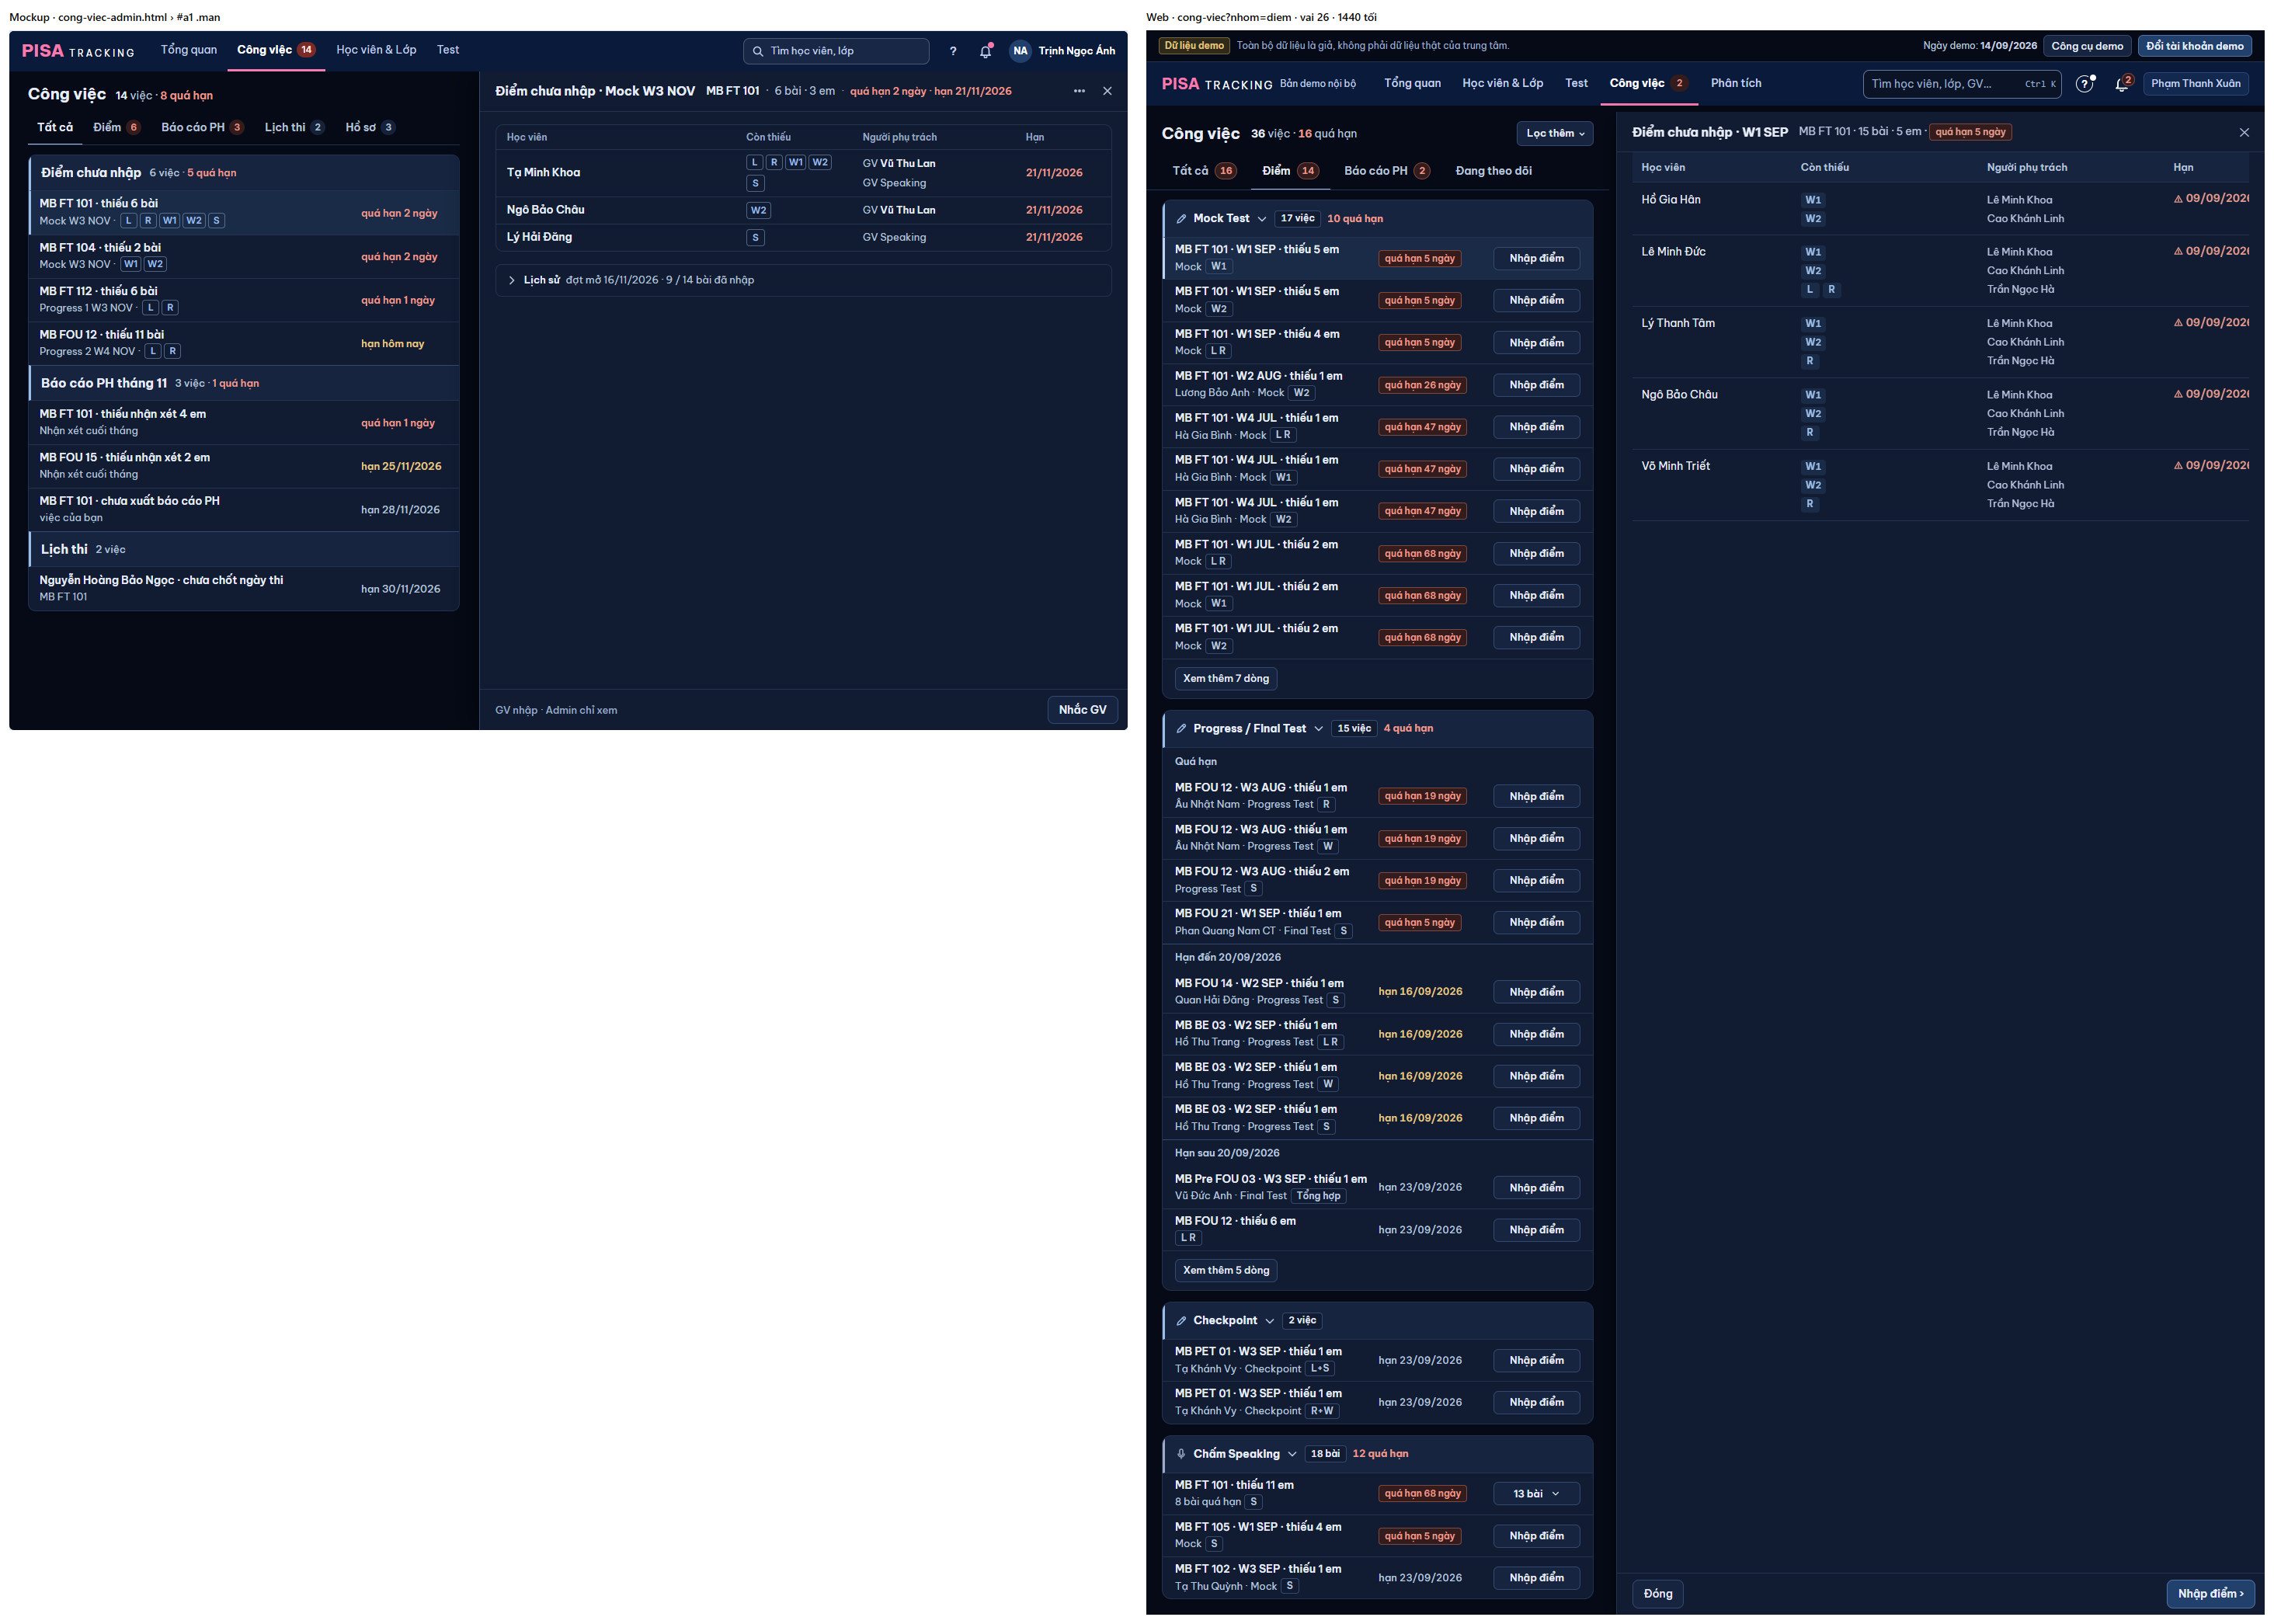 Mockup · cong-viec-admin.html › #a1 .man
PISA TRACKING Tổng quan Công việc 14 Học viên & Lớp Test Tìm học viên, lớp ? NA Trịnh Ngọc Ánh
Công việc 14 việc · 8 quá hạn
Tất cả Điểm 6 Báo cáo PH 3 Lịch thi 2 Hồ sơ 3
Điểm chưa nhập 6 việc · 5 quá hạn
MB FT 101 · thiếu 6 bài
Mock W3 NOV · L R W1 W2 S
quá hạn 2 ngày
MB FT 104 · thiếu 2 bài
Mock W3 NOV · W1 W2
quá hạn 2 ngày
MB FT 112 · thiếu 6 bài
Progress 1 W3 NOV · L R
quá hạn 1 ngày
MB FOU 12 · thiếu 11 bài
Progress 2 W4 NOV · L R
hạn hôm nay
Báo cáo PH tháng 11 3 việc · 1 quá hạn
MB FT 101 · thiếu nhận xét 4 em
Nhận xét cuối tháng
quá hạn 1 ngày
MB FOU 15 · thiếu nhận xét 2 em
Nhận xét cuối tháng
hạn 25/11/2026
MB FT 101 · chưa xuất báo cáo PH
việc của bạn
hạn 28/11/2026
Lịch thi 2 việc
Nguyễn Hoàng Bảo Ngọc · chưa chốt ngày thi
MB FT 101
hạn 30/11/2026
Điểm chưa nhập · Mock W3 NOV MB FT 101 · 6 bài · 3 em · quá hạn 2 ngày · hạn 21/11/2026
Học viên Còn thiếu Người phụ trách Hạn
Tạ Minh Khoa L R W1 W2 S GV Vũ Thu Lan
GV Speaking
21/11/2026
Ngô Bảo Châu W2 GV Vũ Thu Lan 21/11/2026
Lý Hải Đăng S GV Speaking 21/11/2026
Lịch sử đợt mở 16/11/2026 · 9 / 14 bài đã nhập
GV nhập · Admin chỉ xem Nhắc GV
Web · cong-viec?nhom=diem · vai 26 · 1440 tối
Dữ liệu demo Toàn bộ dữ liệu là giả, không phải dữ liệu thật của trung tâm. Ngày demo: 14/09/2026 Công cụ demo Đổi tài khoản demo
PISA TRACKING Bản demo nội bộ Tổng quan Học viên & Lớp Test Công việc 2 Phân tích Tìm học viên, lớp, GV... Ctrl K ? 2 Phạm Thanh Xuân
Công việc 36 việc · 16 quá hạn Lọc thêm
Tất cả 16 Điểm 14 Báo cáo PH 2 Đang theo dõi
Mock Test 17 việc 10 quá hạn
MB FT 101 · W1 SEP · thiếu 5 em
Mock W1
quá hạn 5 ngày Nhập điểm
MB FT 101 · W1 SEP · thiếu 5 em
Mock W2
quá hạn 5 ngày Nhập điểm
MB FT 101 · W1 SEP · thiếu 4 em
Mock L R
quá hạn 5 ngày Nhập điểm
MB FT 101 · W2 AUG · thiếu 1 em
Lương Bảo Anh · Mock W2
quá hạn 26 ngày Nhập điểm
MB FT 101 · W4 JUL · thiếu 1 em
Hà Gia Bình · Mock L R
quá hạn 47 ngày Nhập điểm
MB FT 101 · W4 JUL · thiếu 1 em
Hà Gia Bình · Mock W1
quá hạn 47 ngày Nhập điểm
MB FT 101 · W4 JUL · thiếu 1 em
Hà Gia Bình · Mock W2
quá hạn 47 ngày Nhập điểm
MB FT 101 · W1 JUL · thiếu 2 em
Mock L R
quá hạn 68 ngày Nhập điểm
MB FT 101 · W1 JUL · thiếu 2 em
Mock W1
quá hạn 68 ngày Nhập điểm
MB FT 101 · W1 JUL · thiếu 2 em
Mock W2
quá hạn 68 ngày Nhập điểm
Xem thêm 7 dòng
Progress / Final Test 15 việc 4 quá hạn
Quá hạn
MB FOU 12 · W3 AUG · thiếu 1 em
Âu Nhật Nam · Progress Test R
quá hạn 19 ngày Nhập điểm
MB FOU 12 · W3 AUG · thiếu 1 em
Âu Nhật Nam · Progress Test W
quá hạn 19 ngày Nhập điểm
MB FOU 12 · W3 AUG · thiếu 2 em
Progress Test S
quá hạn 19 ngày Nhập điểm
MB FOU 21 · W1 SEP · thiếu 1 em
Phan Quang Nam CT · Final Test S
quá hạn 5 ngày Nhập điểm
Hạn đến 20/09/2026
MB FOU 14 · W2 SEP · thiếu 1 em
Quan Hải Đăng · Progress Test S
hạn 16/09/2026 Nhập điểm
MB BE 03 · W2 SEP · thiếu 1 em
Hồ Thu Trang · Progress Test L R
hạn 16/09/2026 Nhập điểm
MB BE 03 · W2 SEP · thiếu 1 em
Hồ Thu Trang · Progress Test W
hạn 16/09/2026 Nhập điểm
MB BE 03 · W2 SEP · thiếu 1 em
Hồ Thu Trang · Progress Test S
hạn 16/09/2026 Nhập điểm
Hạn sau 20/09/2026
MB Pre FOU 03 · W3 SEP · thiếu 1 em
Vũ Đức Anh · Final Test Tổng hợp
hạn 23/09/2026 Nhập điểm
MB FOU 12 · thiếu 6 em
L R
hạn 23/09/2026 Nhập điểm
Xem thêm 5 dòng
Checkpoint 2 việc
MB PET 01 · W3 SEP · thiếu 1 em
Tạ Khánh Vy · Checkpoint L+S
hạn 23/09/2026 Nhập điểm
MB PET 01 · W3 SEP · thiếu 1 em
Tạ Khánh Vy · Checkpoint R+W
hạn 23/09/2026 Nhập điểm
Chấm Speaking 18 bài 12 quá hạn
MB FT 101 · thiếu 11 em
8 bài quá hạn S
quá hạn 68 ngày 13 bài
MB FT 105 · W1 SEP · thiếu 4 em
Mock S
quá hạn 5 ngày Nhập điểm
MB FT 102 · W3 SEP · thiếu 1 em
Tạ Thu Quỳnh · Mock S
hạn 23/09/2026 Nhập điểm
Điểm chưa nhập · W1 SEP MB FT 101 · 15 bài · 5 em · quá hạn 5 ngày
Học viên Còn thiếu Người phụ trách Hạn
Hồ Gia Hân W1 Lê Minh Khoa 09/09/202
W2 Cao Khánh Linh
Lê Minh Đức W1 Lê Minh Khoa 09/09/202
W2 Cao Khánh Linh
L R Trần Ngọc Hà
Lý Thanh Tâm W1 Lê Minh Khoa 09/09/202
W2 Cao Khánh Linh
R Trần Ngọc Hà
Ngô Bảo Châu W1 Lê Minh Khoa 09/09/202
W2 Cao Khánh Linh
R Trần Ngọc Hà
Võ Minh Triết W1 Lê Minh Khoa 09/09/202
W2 Cao Khánh Linh
R Trần Ngọc Hà
Đóng Nhập điểm ›